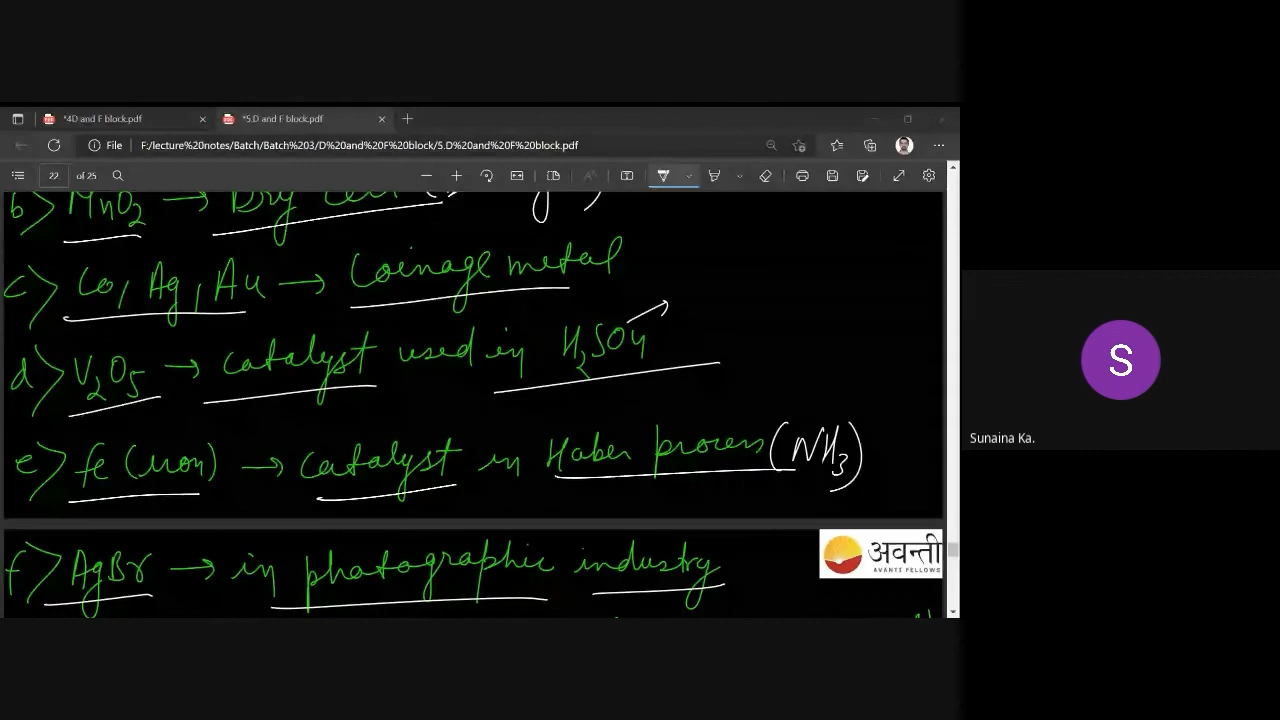 *4D and F block.pdf
*5.D and F block.pdf
File F:/lecture%20notes/Batch/Batch%203/D%20and%20F%20block/5.D%20and%20F%20block.pdf
22 of 25
b> MnO2 → Dry Cell
c> Co, Ag, Au → Coinage metal
d> V2O5 → catalyst used in H2SO4
e> fe (iron) → catalyst in Haber process (NH3)
f> AgBr → in photographic industry
अवन्ती
AVANTI FELLOWS
S
Sunaina Ka.